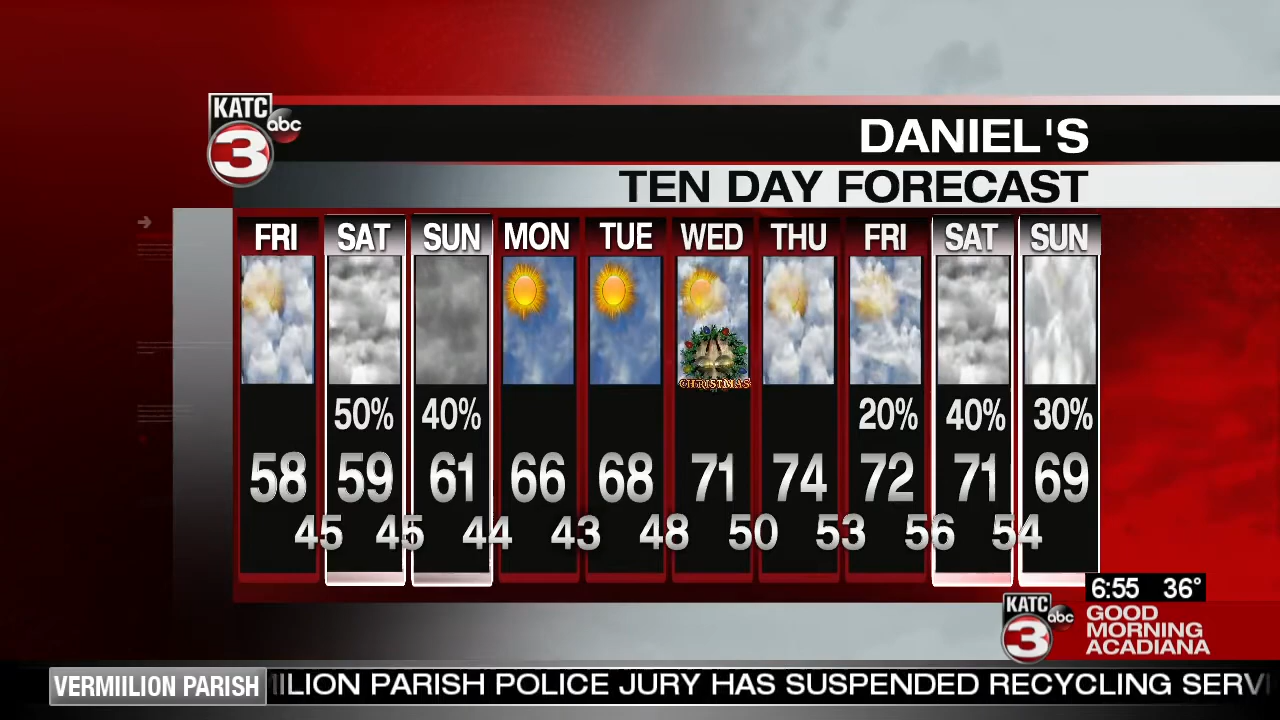 KATC
abc
3
DANIEL'S
TEN DAY FORECAST
FRI SAT SUN MON TUE WED THU FRI SAT SUN
CHRISTMAS
50% 40% 20% 40% 30%
58 59 61 66 68 71 74 72 71 69
45 45 44 43 48 50 53 56 54
6:55 36°
KATC
abc
3
GOOD
MORNING
ACADIANA
VERMIILION PARISH
ILION PARISH POLICE JURY HAS SUSPENDED RECYCLING SERVI